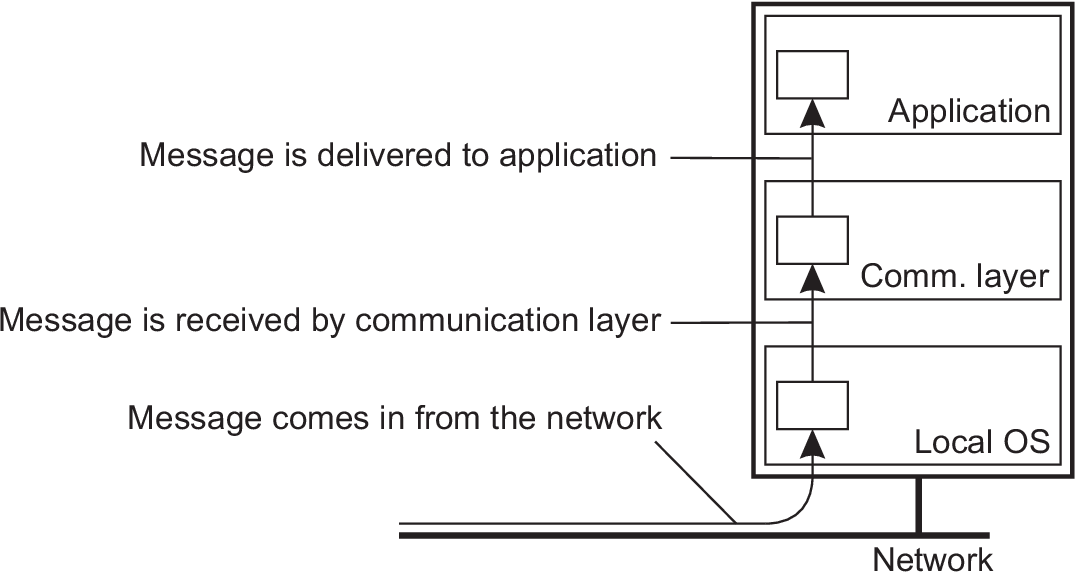 Application
Message is delivered to application
Comm. layer
Message is received by communication layer
Message comes in from the network
Local OS
Network